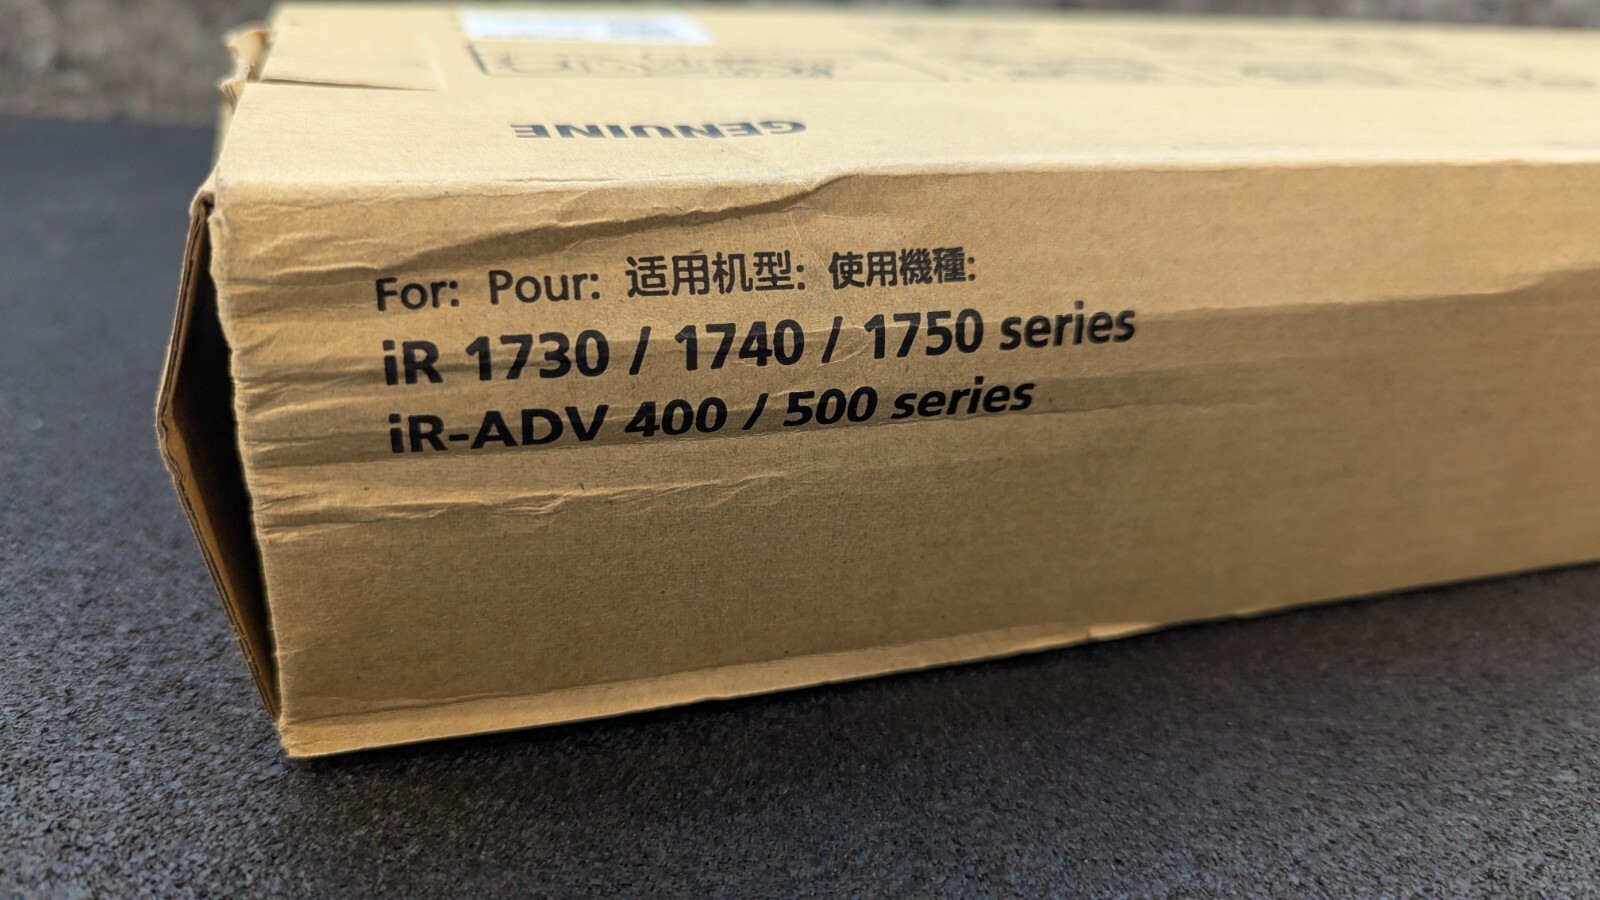 GENUINE
For: Pour: 适用机型: 使用機種:
iR 1730 / 1740 / 1750 series
iR-ADV 400 / 500 series